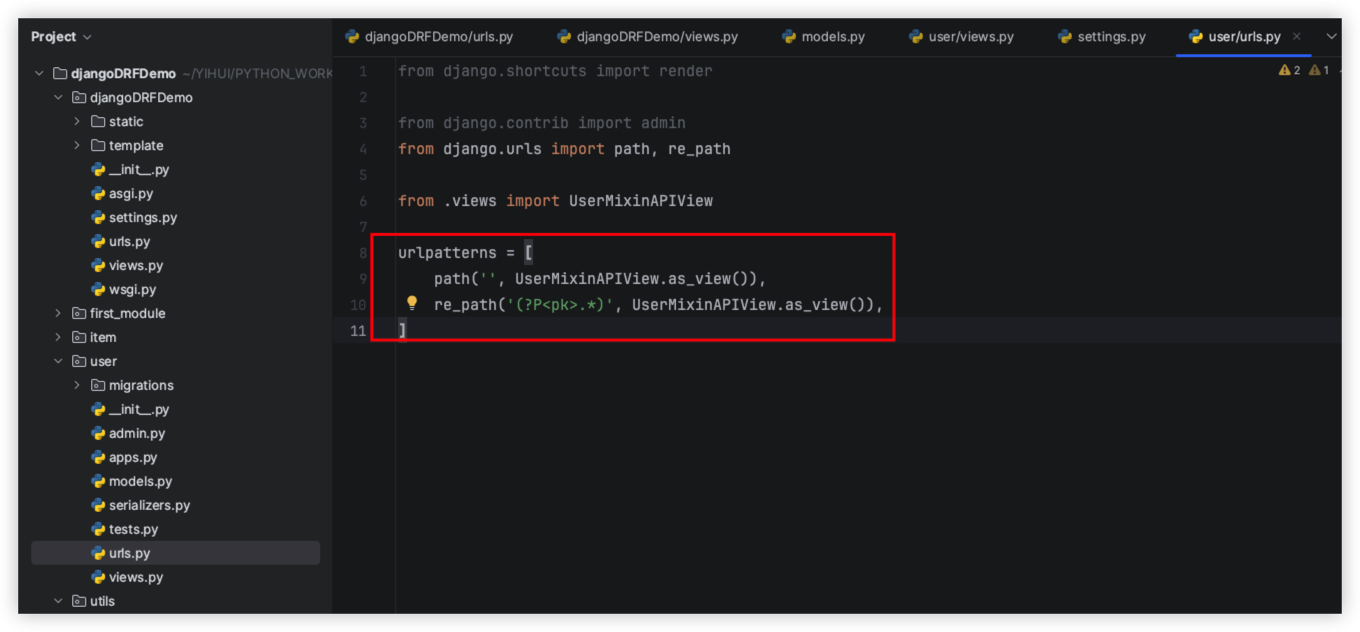 Project
djangoDRFDemo ~/YIHUI/PYTHON_WORK
djangoDRFDemo
static
template
__init__.py
asgi.py
settings.py
urls.py
views.py
wsgi.py
first_module
item
user
migrations
__init__.py
admin.py
apps.py
models.py
serializers.py
tests.py
urls.py
views.py
utils
djangoDRFDemo/urls.py djangoDRFDemo/views.py models.py user/views.py settings.py user/urls.py
2 1
1 from django.shortcuts import render
2
3 from django.contrib import admin
4 from django.urls import path, re_path
5
6 from .views import UserMixinAPIView
7
8 urlpatterns = [
9     path('', UserMixinAPIView.as_view()),
10     re_path('(?P<pk>.*)', UserMixinAPIView.as_view()),
11 ]